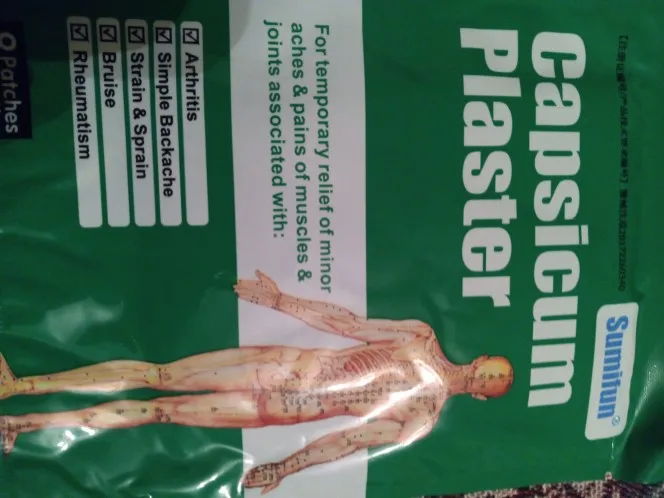 Sumifun®
Capsicum
Plaster
For temporary relief of minor
aches & pains of muscles &
joints associated with:
Arthritis
Simple Backache
Strain & Sprain
Bruise
Rheumatism
Patches